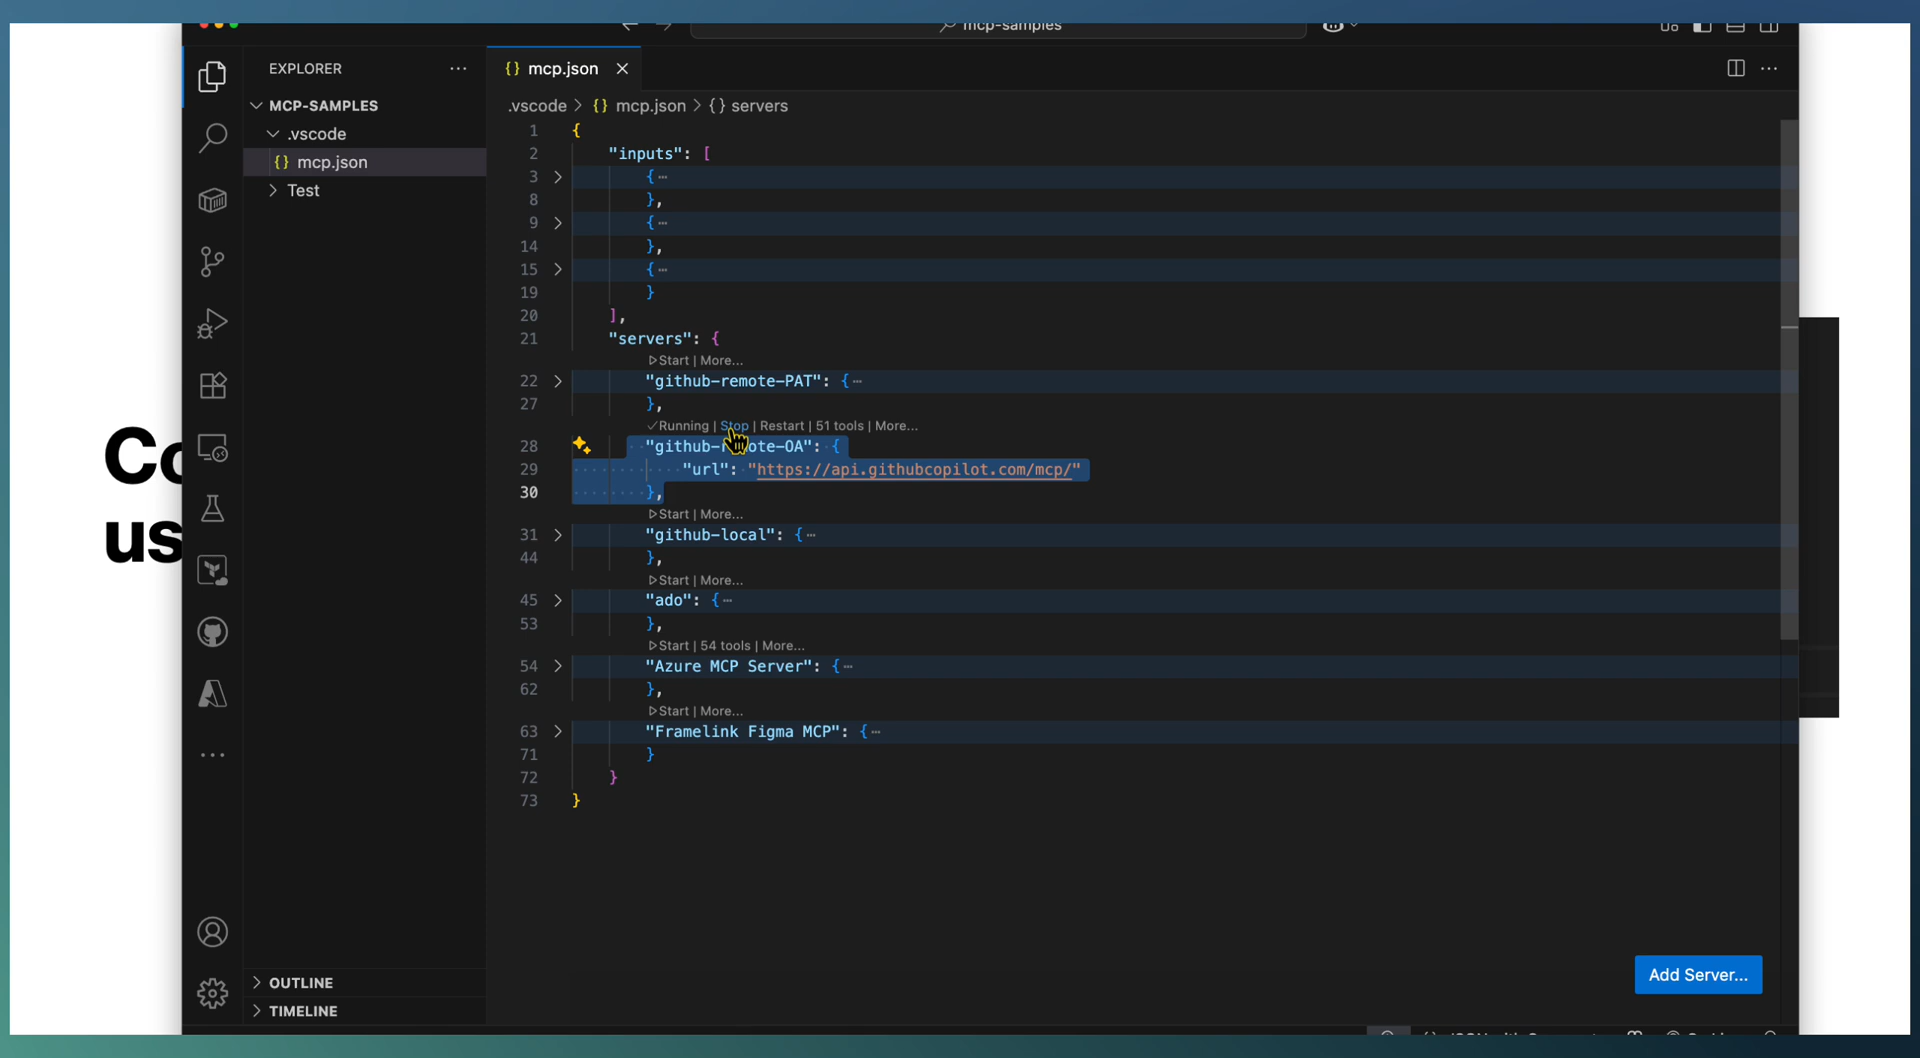 mcp-samples
EXPLORER
MCP-SAMPLES
.vscode
{} mcp.json
Test
OUTLINE
TIMELINE
{} mcp.json
.vscode > {} mcp.json > {} servers
1 {
2 "inputs": [
3 {
8 },
9 {
14 },
15 {
19 }
20 ],
21 "servers": {
Start | More...
22 "github-remote-PAT": {
27 },
✓Running | Stop | Restart | 51 tools | More...
28 "github-remote-OA": {
29 "url": "https://api.githubcopilot.com/mcp/"
30 },
Start | More...
31 "github-local": {
44 },
Start | More...
45 "ado": {
53 },
Start | 54 tools | More...
54 "Azure MCP Server": {
62 },
Start | More...
63 "Framelink Figma MCP": {
71 }
72 }
73 }
Add Server...
Co
us